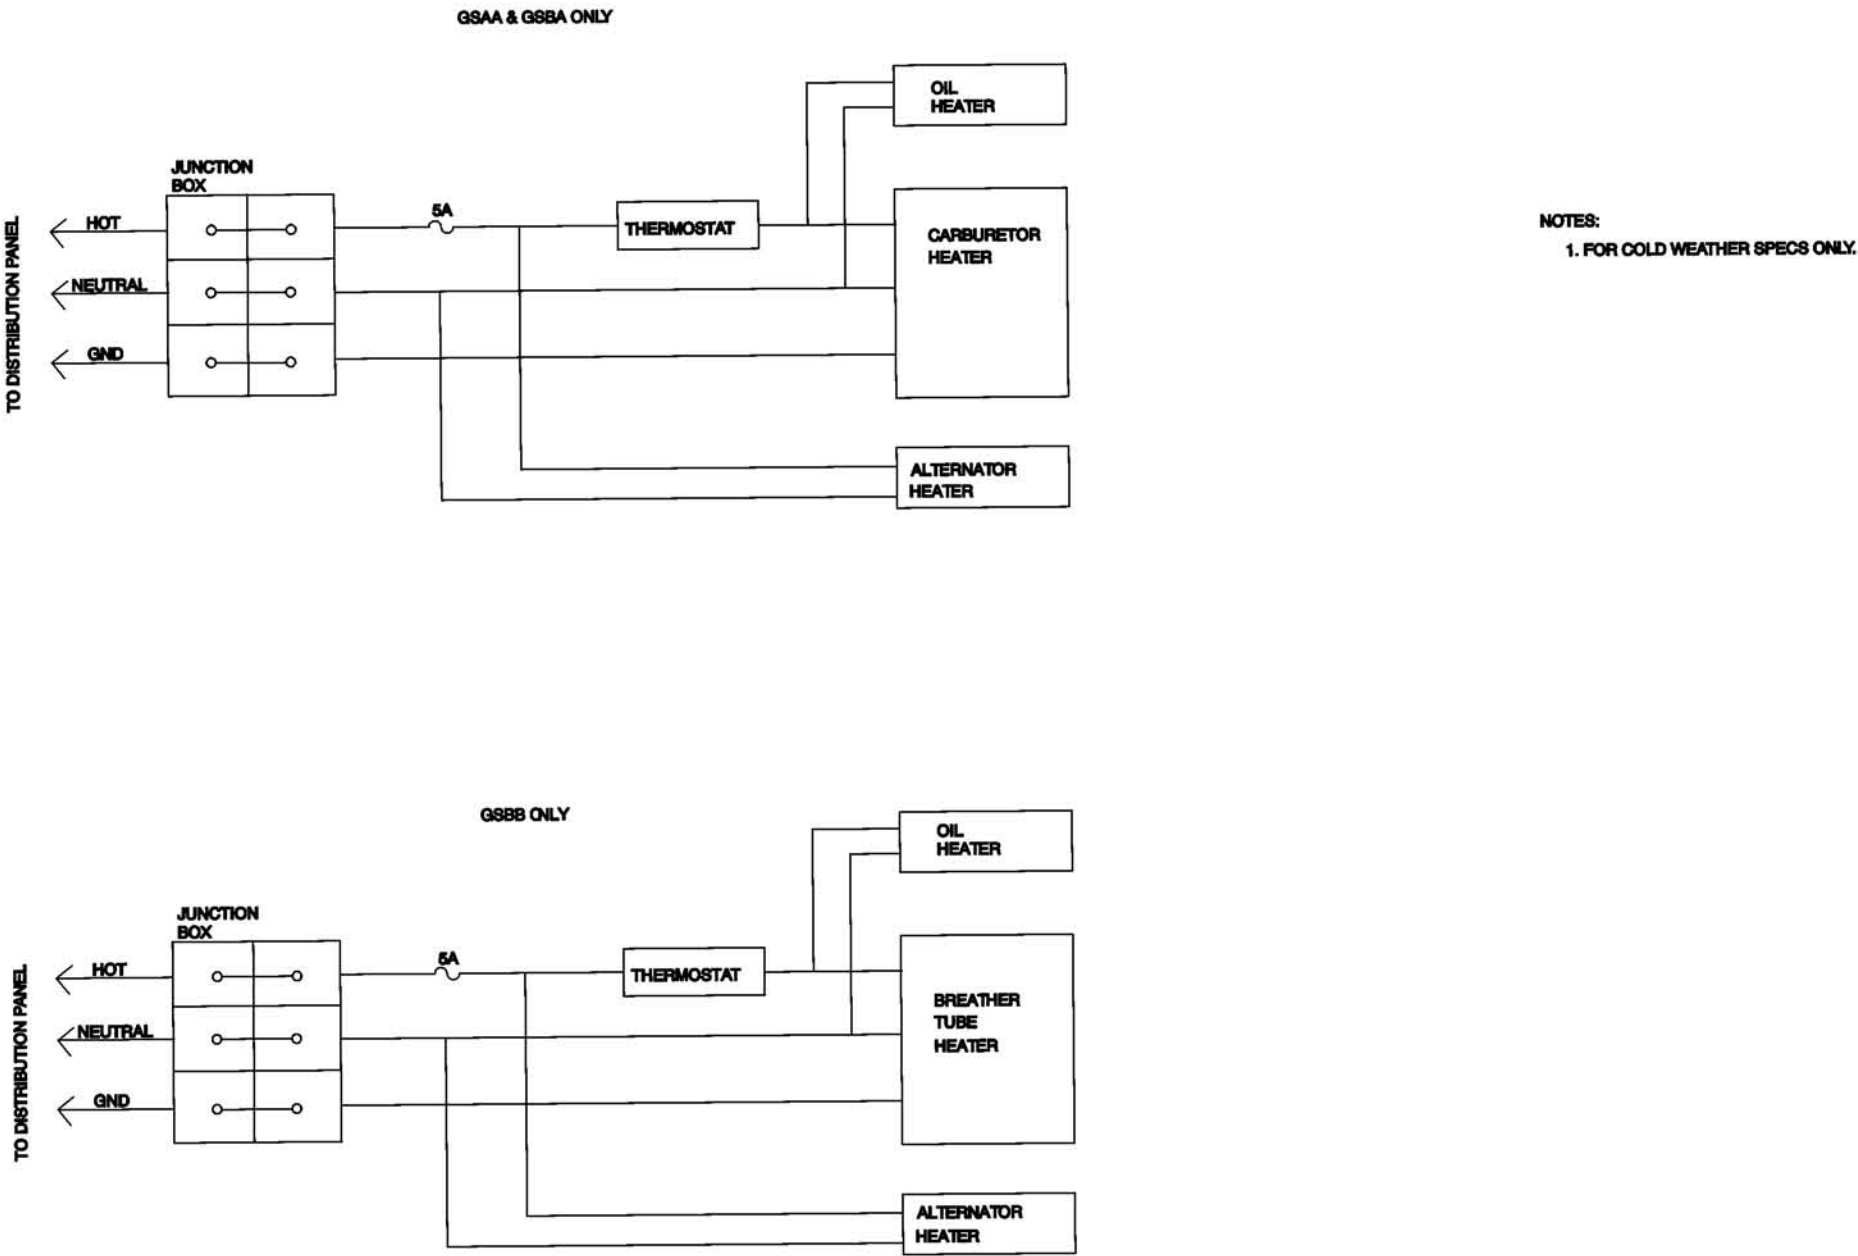 GSAA & GSBA ONLY
OIL
HEATER
JUNCTION
BOX
TO DISTRIBUTION PANEL
HOT
5A
THERMOSTAT
CARBURETOR
HEATER
NEUTRAL
GND
ALTERNATOR
HEATER
NOTES:
1. FOR COLD WEATHER SPECS ONLY.
GSBB ONLY
OIL
HEATER
JUNCTION
BOX
TO DISTRIBUTION PANEL
HOT
5A
THERMOSTAT
BREATHER
TUBE
HEATER
NEUTRAL
GND
ALTERNATOR
HEATER